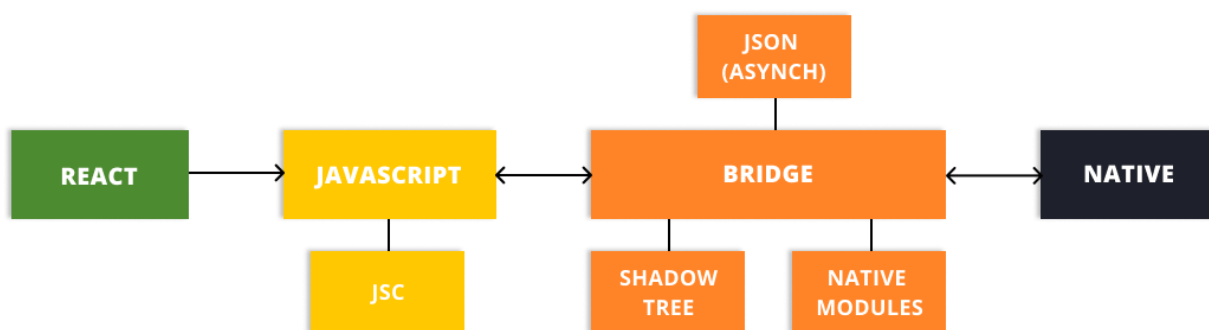 JSON
(ASYNCH)
REACT
JAVASCRIPT
BRIDGE
NATIVE
JSC
SHADOW
TREE
NATIVE
MODULES